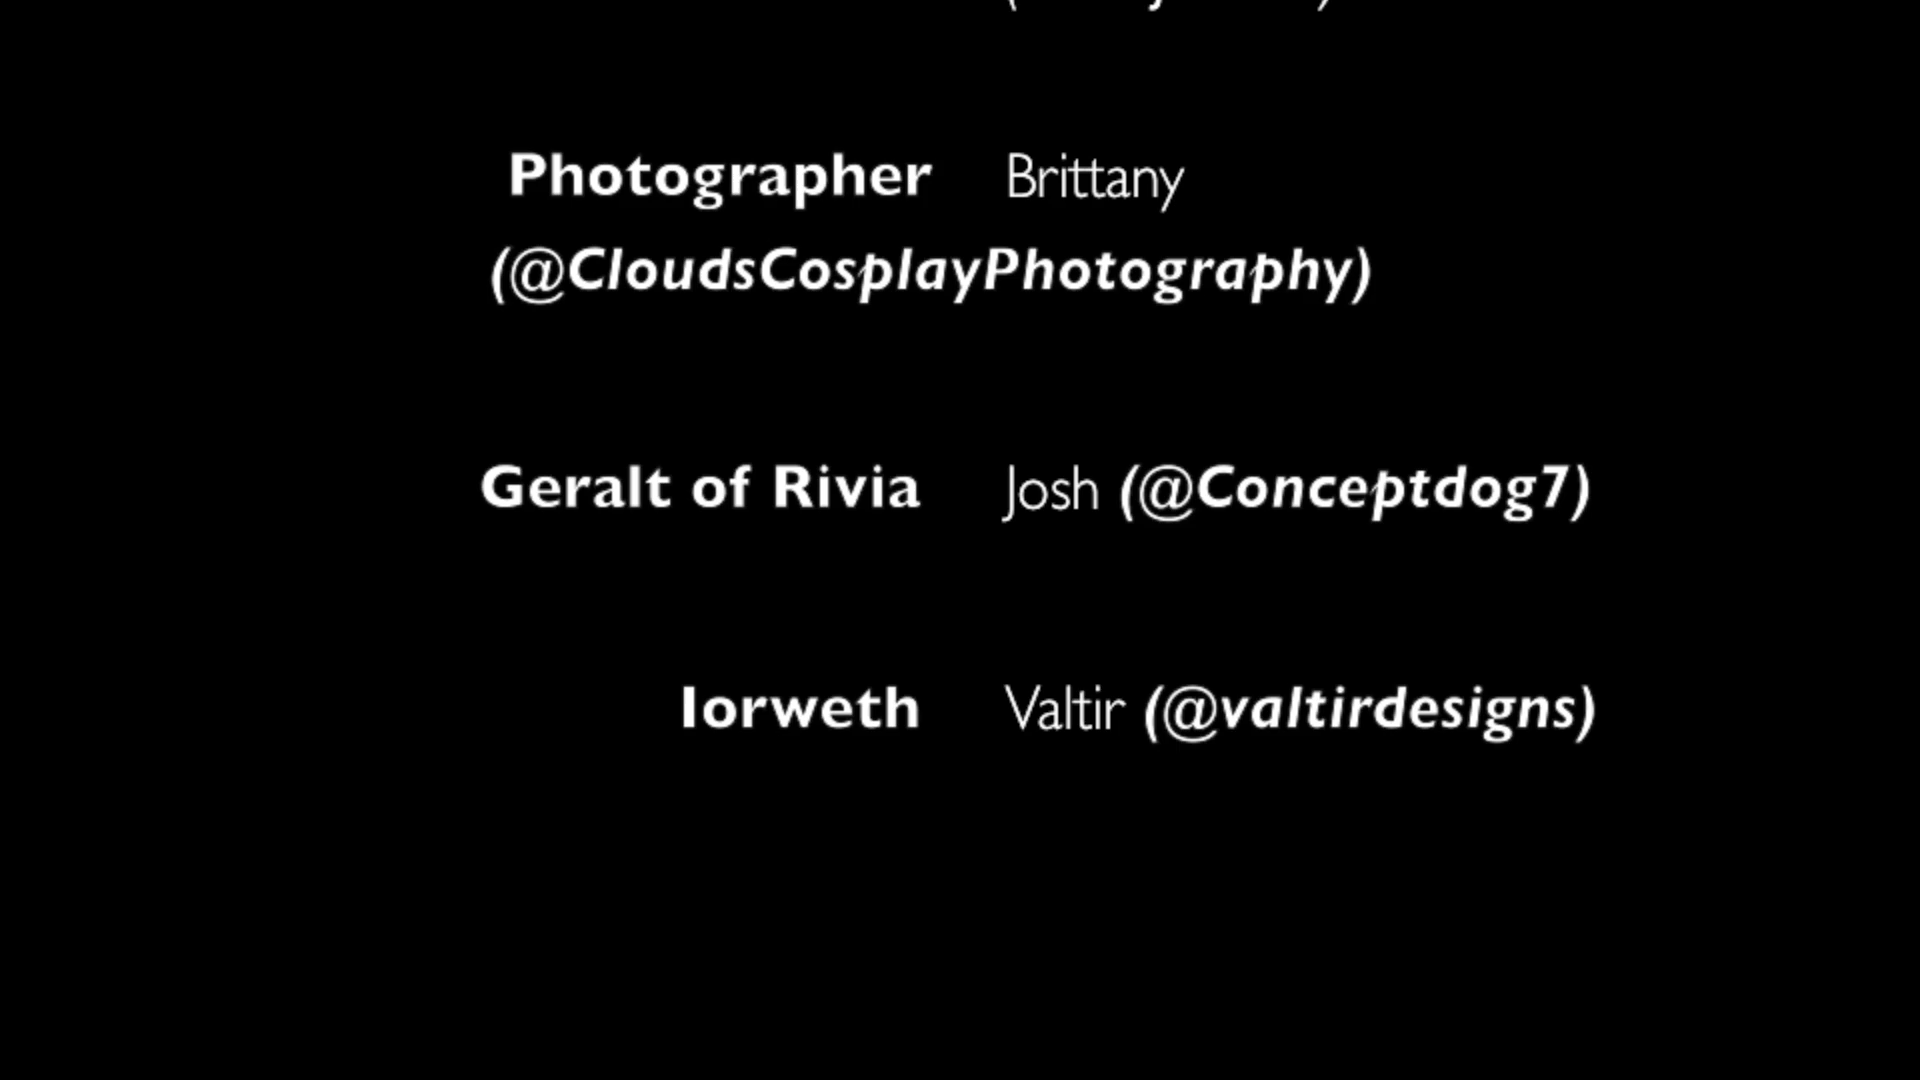 Photographer Brittany
(@CloudsCosplayPhotography)
Geralt of Rivia Josh (@Conceptdog7)
Iorweth Valtir (@valtirdesigns)